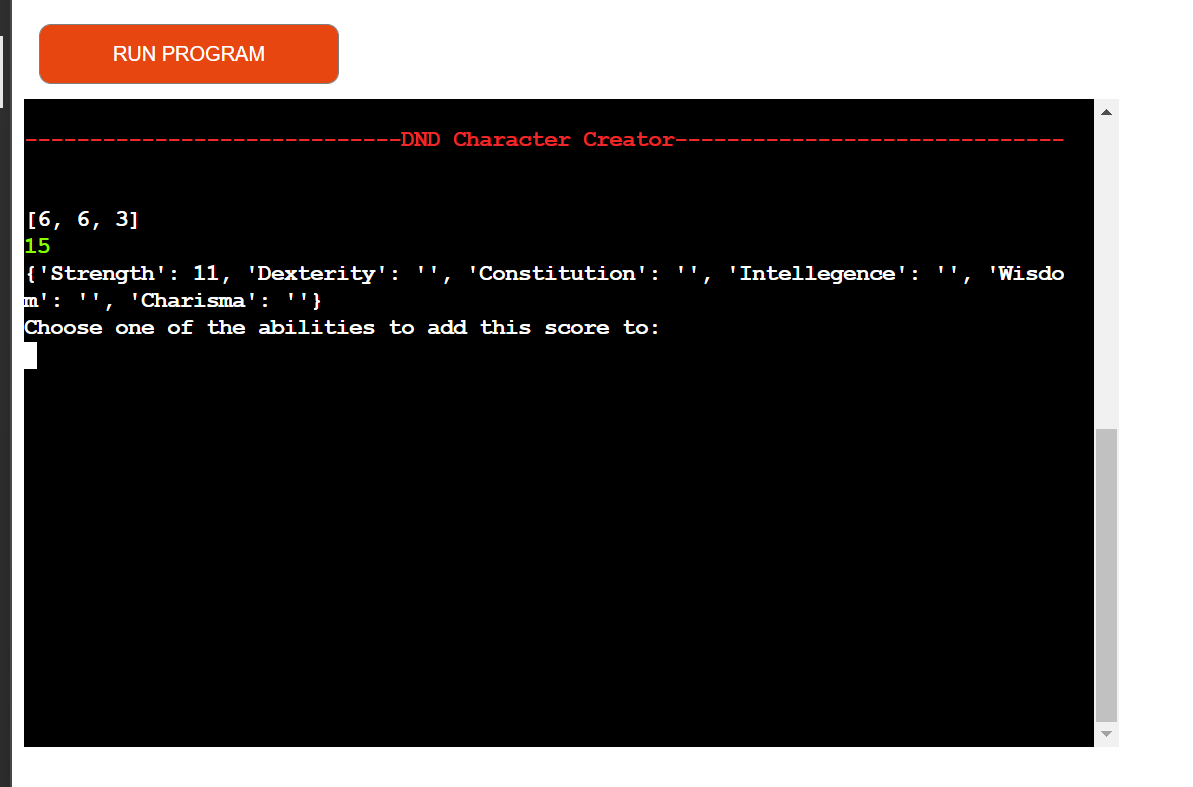 RUN PROGRAM
-----------------------------DND Character Creator------------------------------
[6, 6, 3]
15
{'Strength': 11, 'Dexterity': '', 'Constitution': '', 'Intellegence': '', 'Wisdo
m': '', 'Charisma': ''}
Choose one of the abilities to add this score to: